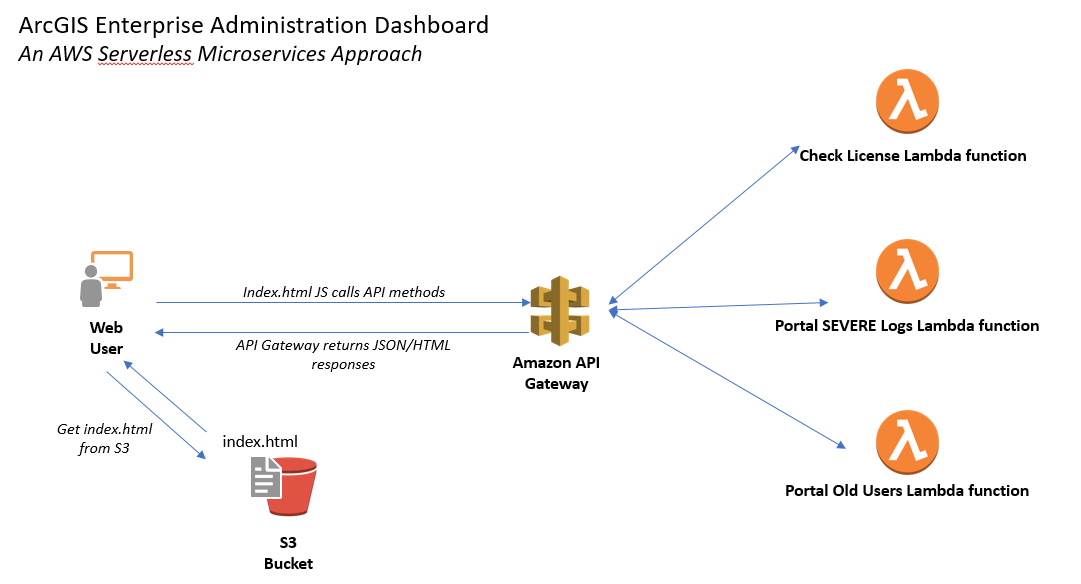 ArcGIS Enterprise Administration Dashboard
An AWS Serverless Microservices Approach
Check License Lambda function
Index.html JS calls API methods
Web
User
API Gateway returns JSON/HTML
responses
Amazon API
Gateway
Portal SEVERE Logs Lambda function
Get index.html
from S3
index.html
Portal Old Users Lambda function
S3
Bucket